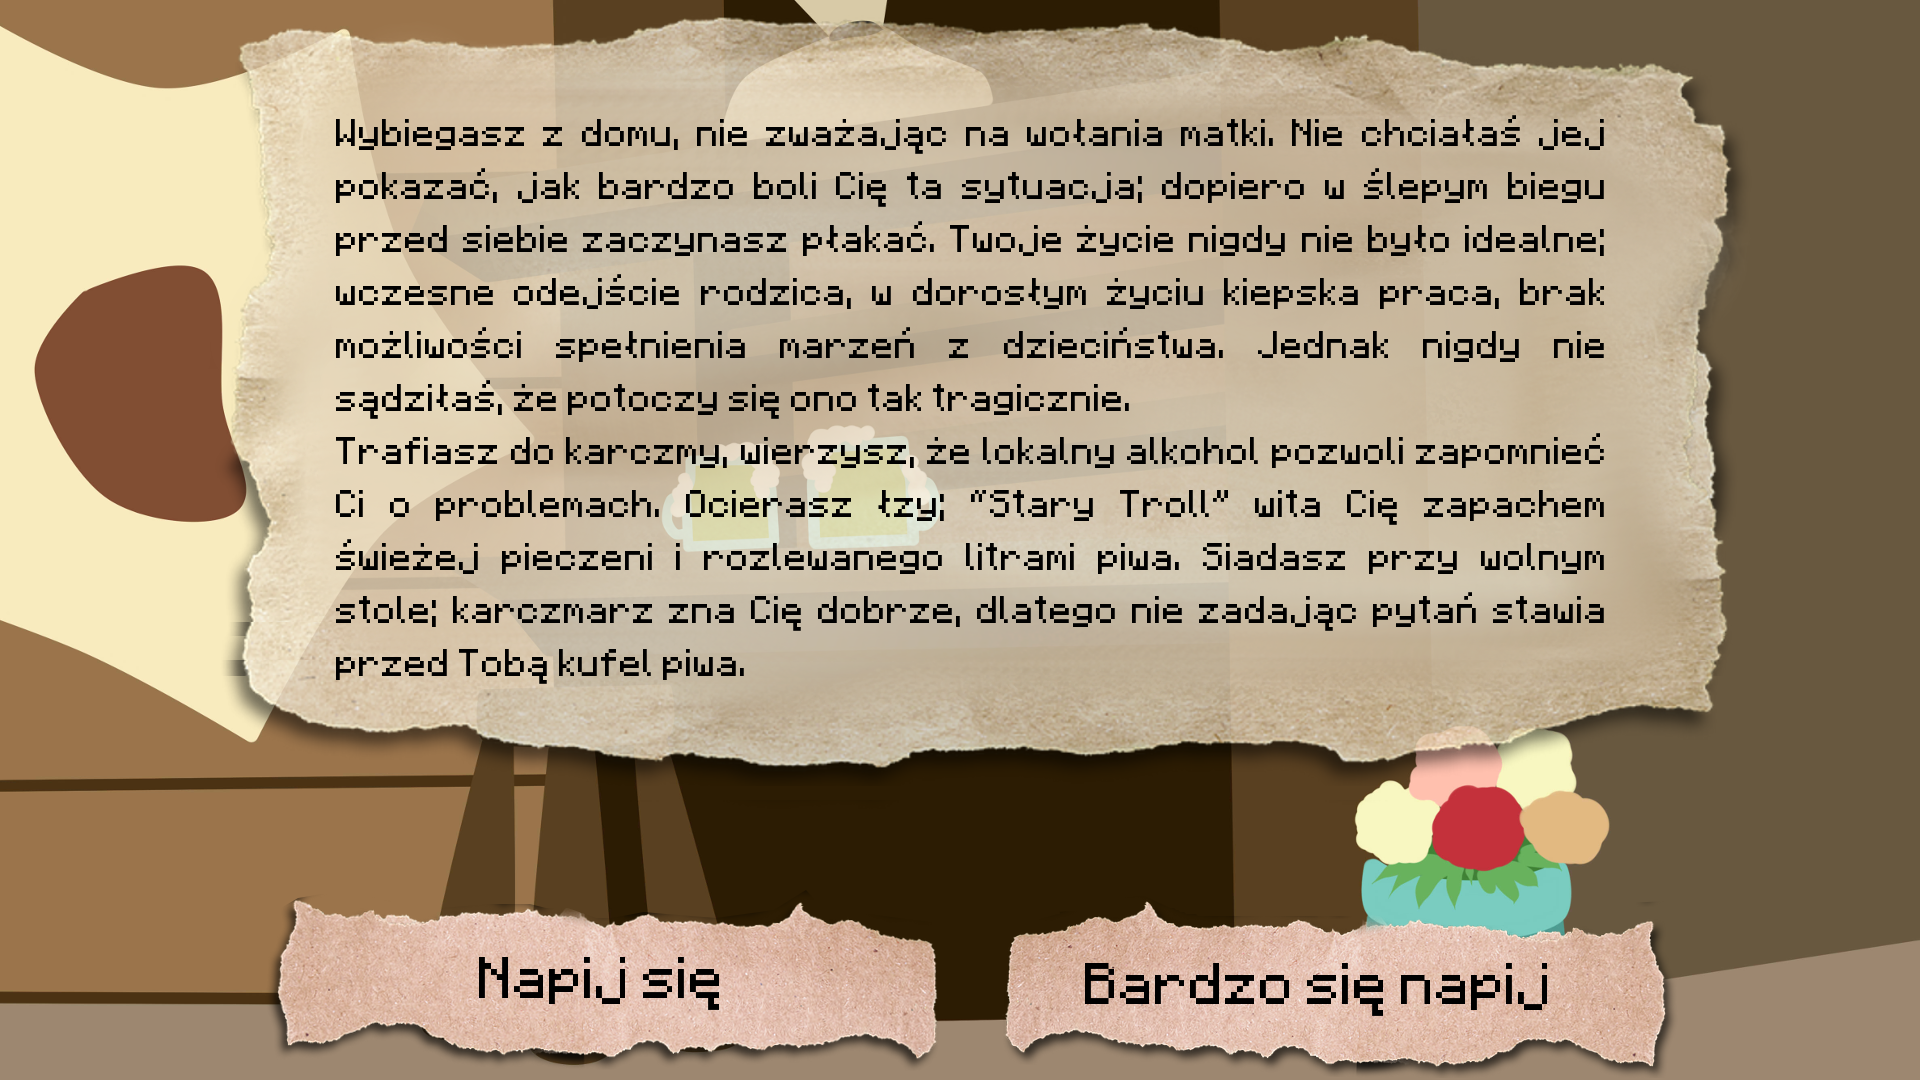 Wybiegasz z domu, nie zważając na wołania matki. Nie chciałaś jej
pokazać, jak bardzo boli Cię ta sytuacja; dopiero w ślepym biegu
przed siebie zaczynasz płakać. Twoje życie nigdy nie było idealne;
wczesne odejście rodzica, w dorosłym życiu kiepska praca, brak
możliwości spełnienia marzeń z dzieciństwa. Jednak nigdy nie
sądziłaś, że potoczy się ono tak tragicznie.
Trafiasz do karczmy, wierzysz, że lokalny alkohol pozwoli zapomnieć
Ci o problemach. Ocierasz łzy; "Stary Troll" wita Cię zapachem
świeżej pieczeni i rozlewanego litrami piwa. Siadasz przy wolnym
stole; karczmarz zna Cię dobrze, dlatego nie zadając pytań stawia
przed Tobą kufel piwa.
Napij się
Bardzo się napij